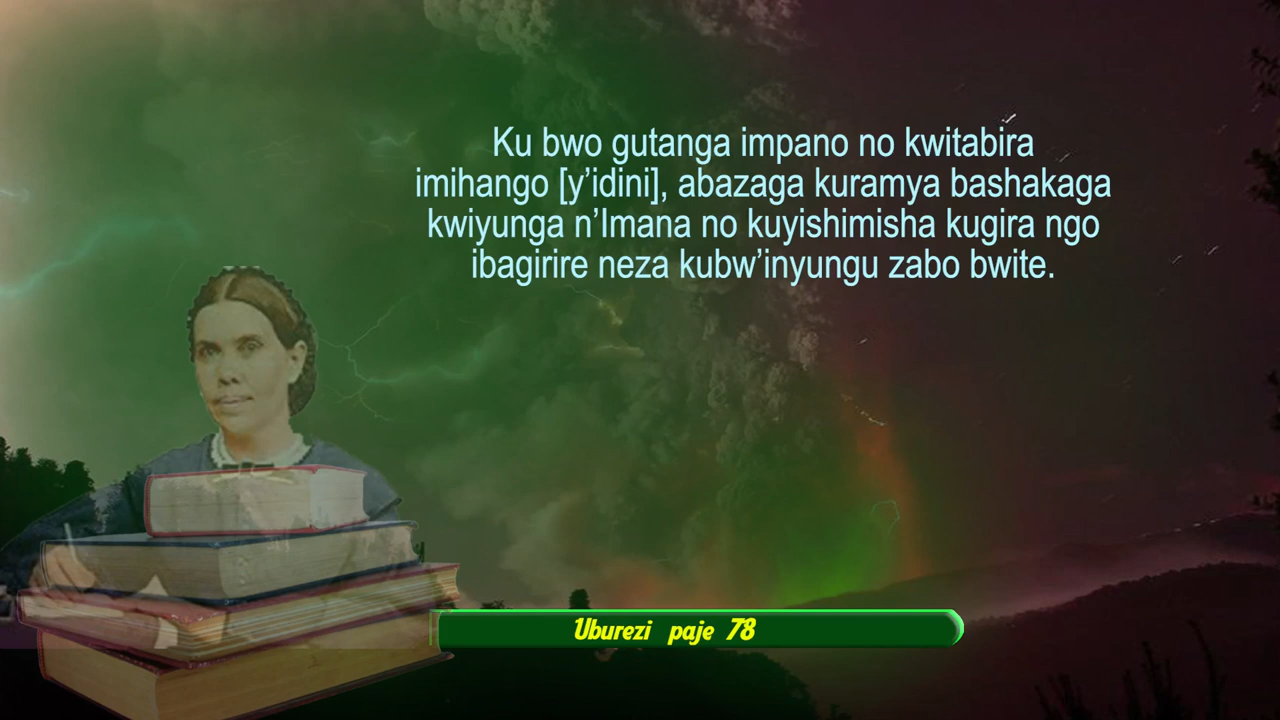 Ku bwo gutanga impano no kwitabira
imihango [y’idini], abazaga kuramya bashakaga
kwiyunga n’Imana no kuyishimisha kugira ngo
ibagirire neza kubw’inyungu zabo bwite.
Uburezi paje 78